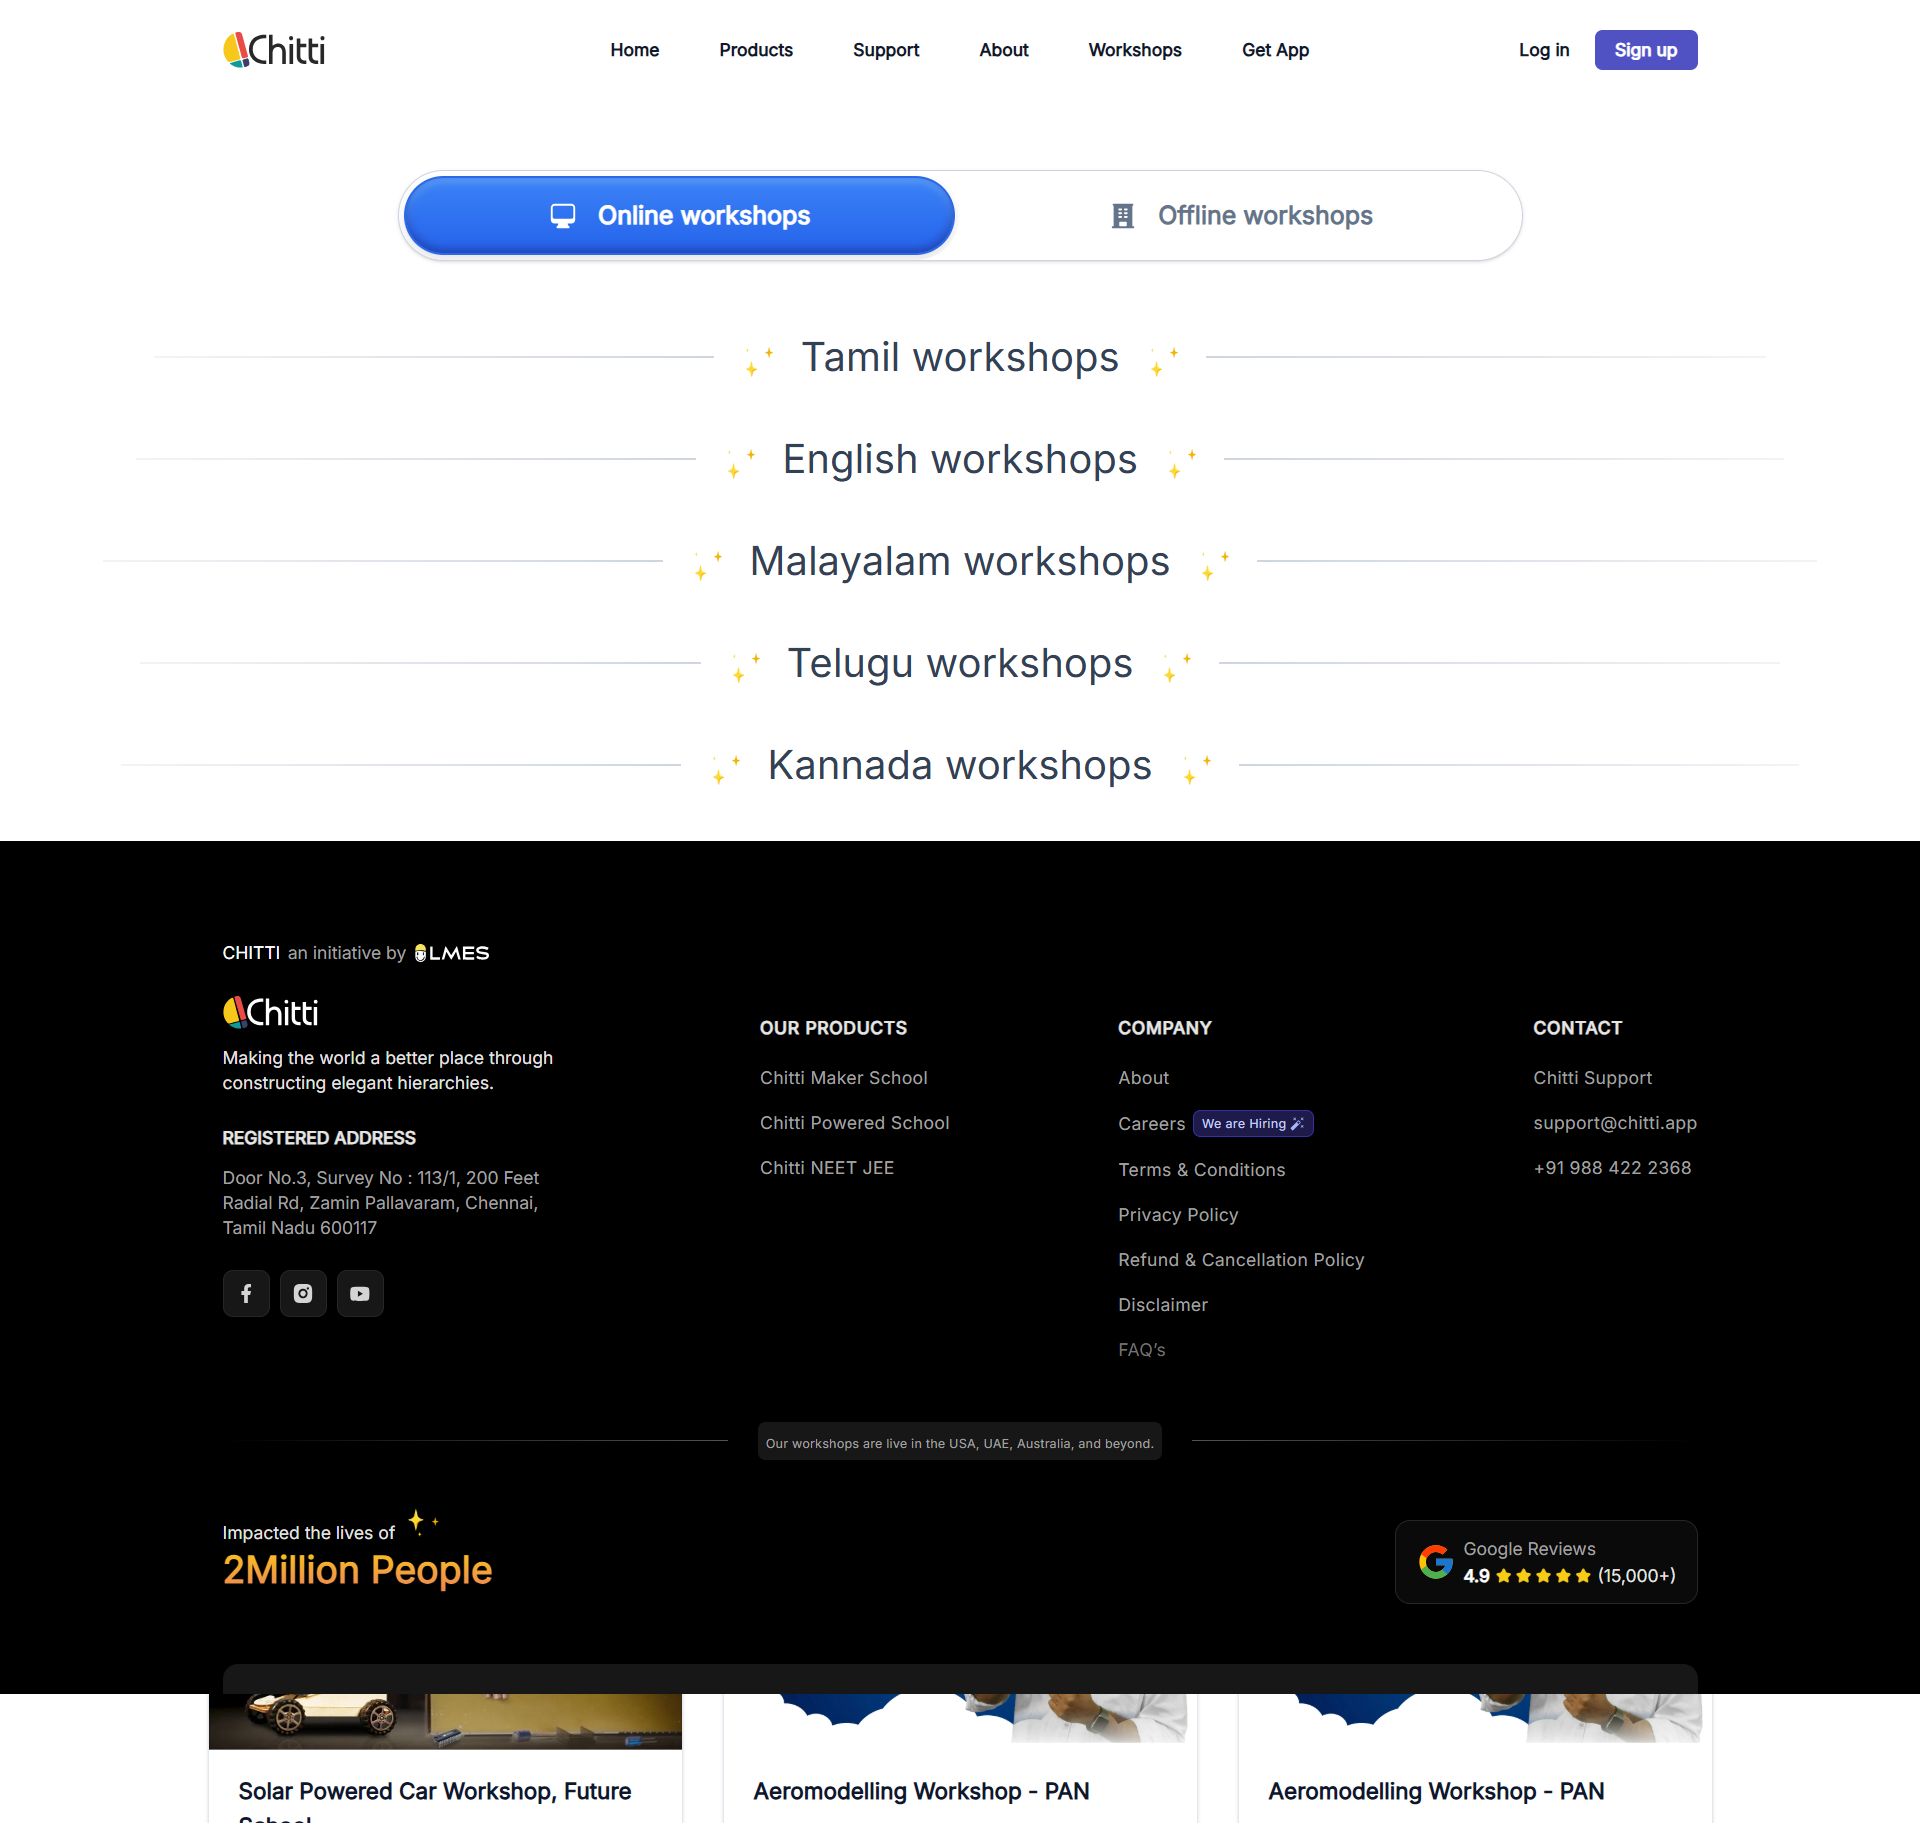 Chitti
Home
Products
Support
About
Workshops
Get App
Log in
Sign up
Online workshops
Offline workshops
Tamil workshops
English workshops
Malayalam workshops
Telugu workshops
Kannada workshops
CHITTI an initiative by LMES
Chitti
Making the world a better place through
constructing elegant hierarchies.
REGISTERED ADDRESS
Door No.3, Survey No : 113/1, 200 Feet
Radial Rd, Zamin Pallavaram, Chennai,
Tamil Nadu 600117
OUR PRODUCTS
Chitti Maker School
Chitti Powered School
Chitti NEET JEE
COMPANY
About
Careers We are Hiring
Terms & Conditions
Privacy Policy
Refund & Cancellation Policy
Disclaimer
FAQ's
CONTACT
Chitti Support
support@chitti.app
+91 988 422 2368
Our workshops are live in the USA, UAE, Australia, and beyond.
Impacted the lives of
2Million People
Google Reviews
4.9 (15,000+)
Solar Powered Car Workshop, Future
School
Aeromodelling Workshop - PAN
Aeromodelling Workshop - PAN